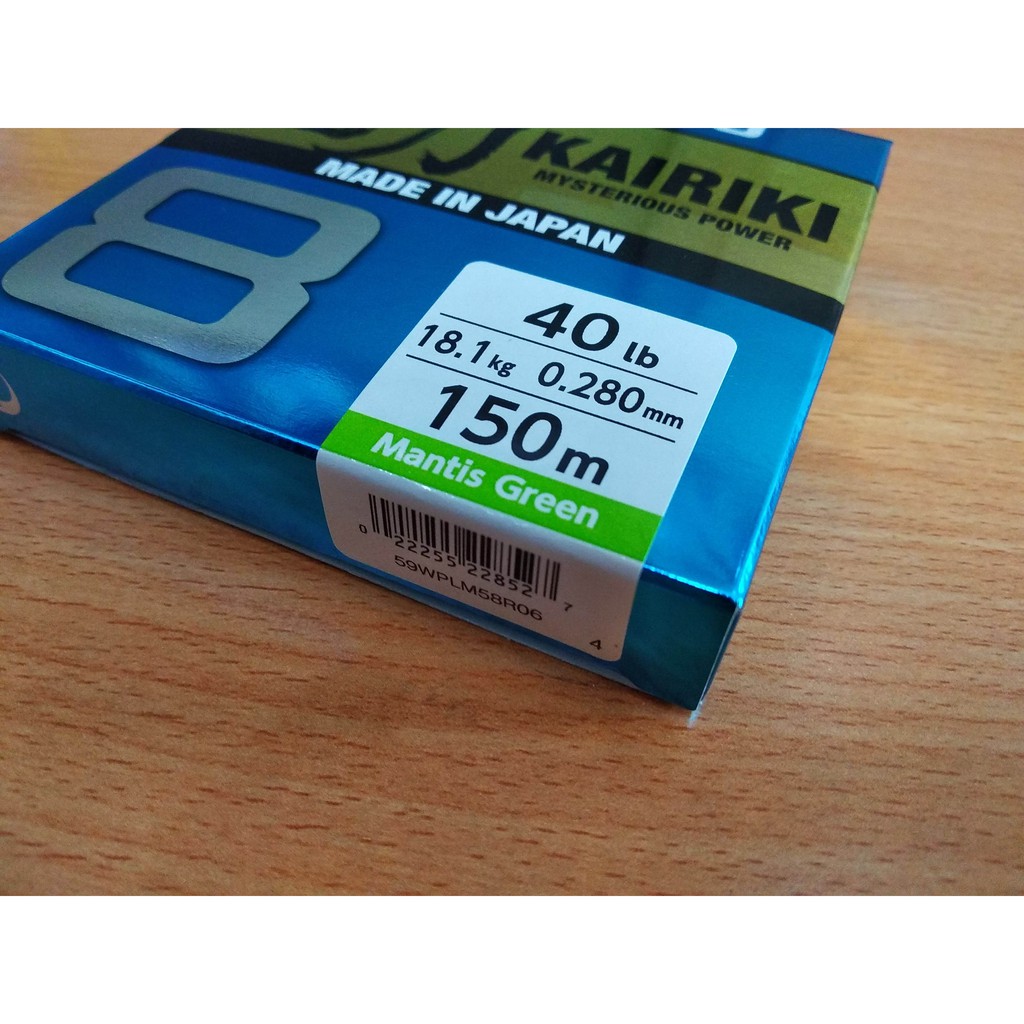 KAIRIKI
MYSTERIOUS POWER
MADE IN JAPAN
8
40 lb
18.1kg 0.280mm
150m
Mantis Green
0 22255 22852 7
59WPLM58R06
4